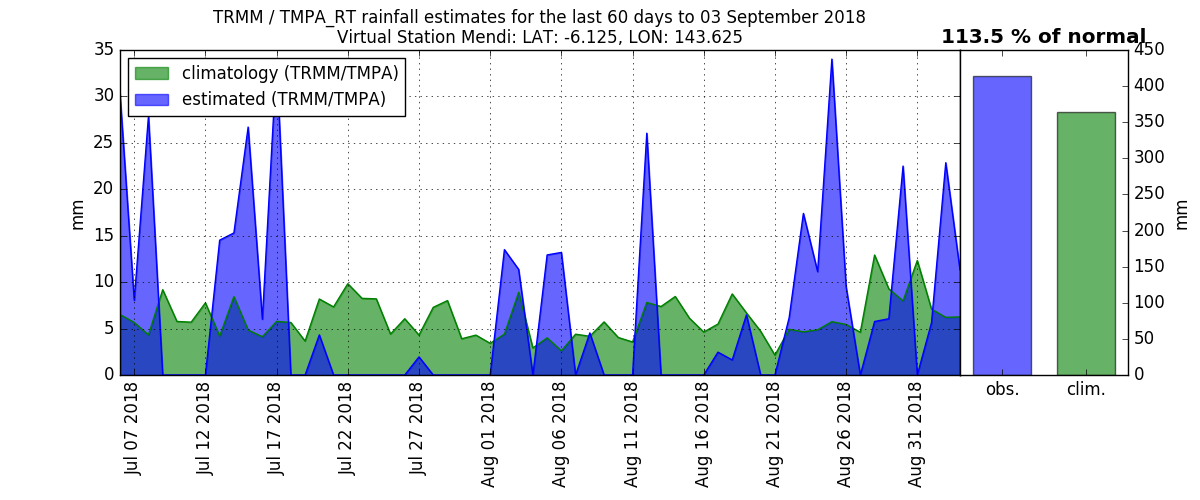 TRMM / TMPA_RT rainfall estimates for the last 60 days to 03 September 2018
Virtual Station Mendi: LAT: -6.125, LON: 143.625
113.5 % of normal
climatology (TRMM/TMPA)
estimated (TRMM/TMPA)
35
30
25
20
15
10
5
0
mm
Jul 07 2018
Jul 12 2018
Jul 17 2018
Jul 22 2018
Jul 27 2018
Aug 01 2018
Aug 06 2018
Aug 11 2018
Aug 16 2018
Aug 21 2018
Aug 26 2018
Aug 31 2018
450
400
350
300
250
200
150
100
50
0
mm
obs.
clim.